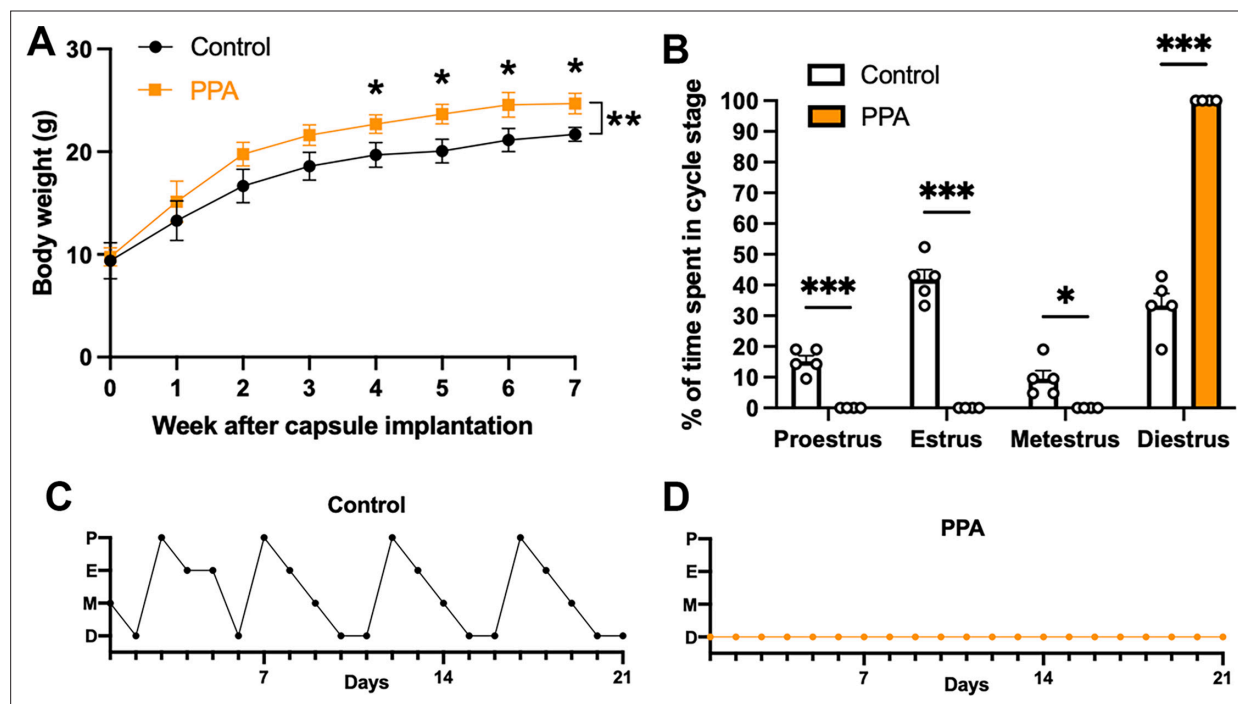 A
Control
PPA
30
20
10
0
Body weight (g)
* * * *
**
0 1 2 3 4 5 6 7
Week after capsule implantation
B
Control
PPA
***
***
***
*
100
90
80
70
60
50
40
30
20
10
0
% of time spent in cycle stage
Proestrus Estrus Metestrus Diestrus
C
Control
P
E
M
D
7 14 21
Days
D
PPA
P
E
M
D
7 14 21
Days